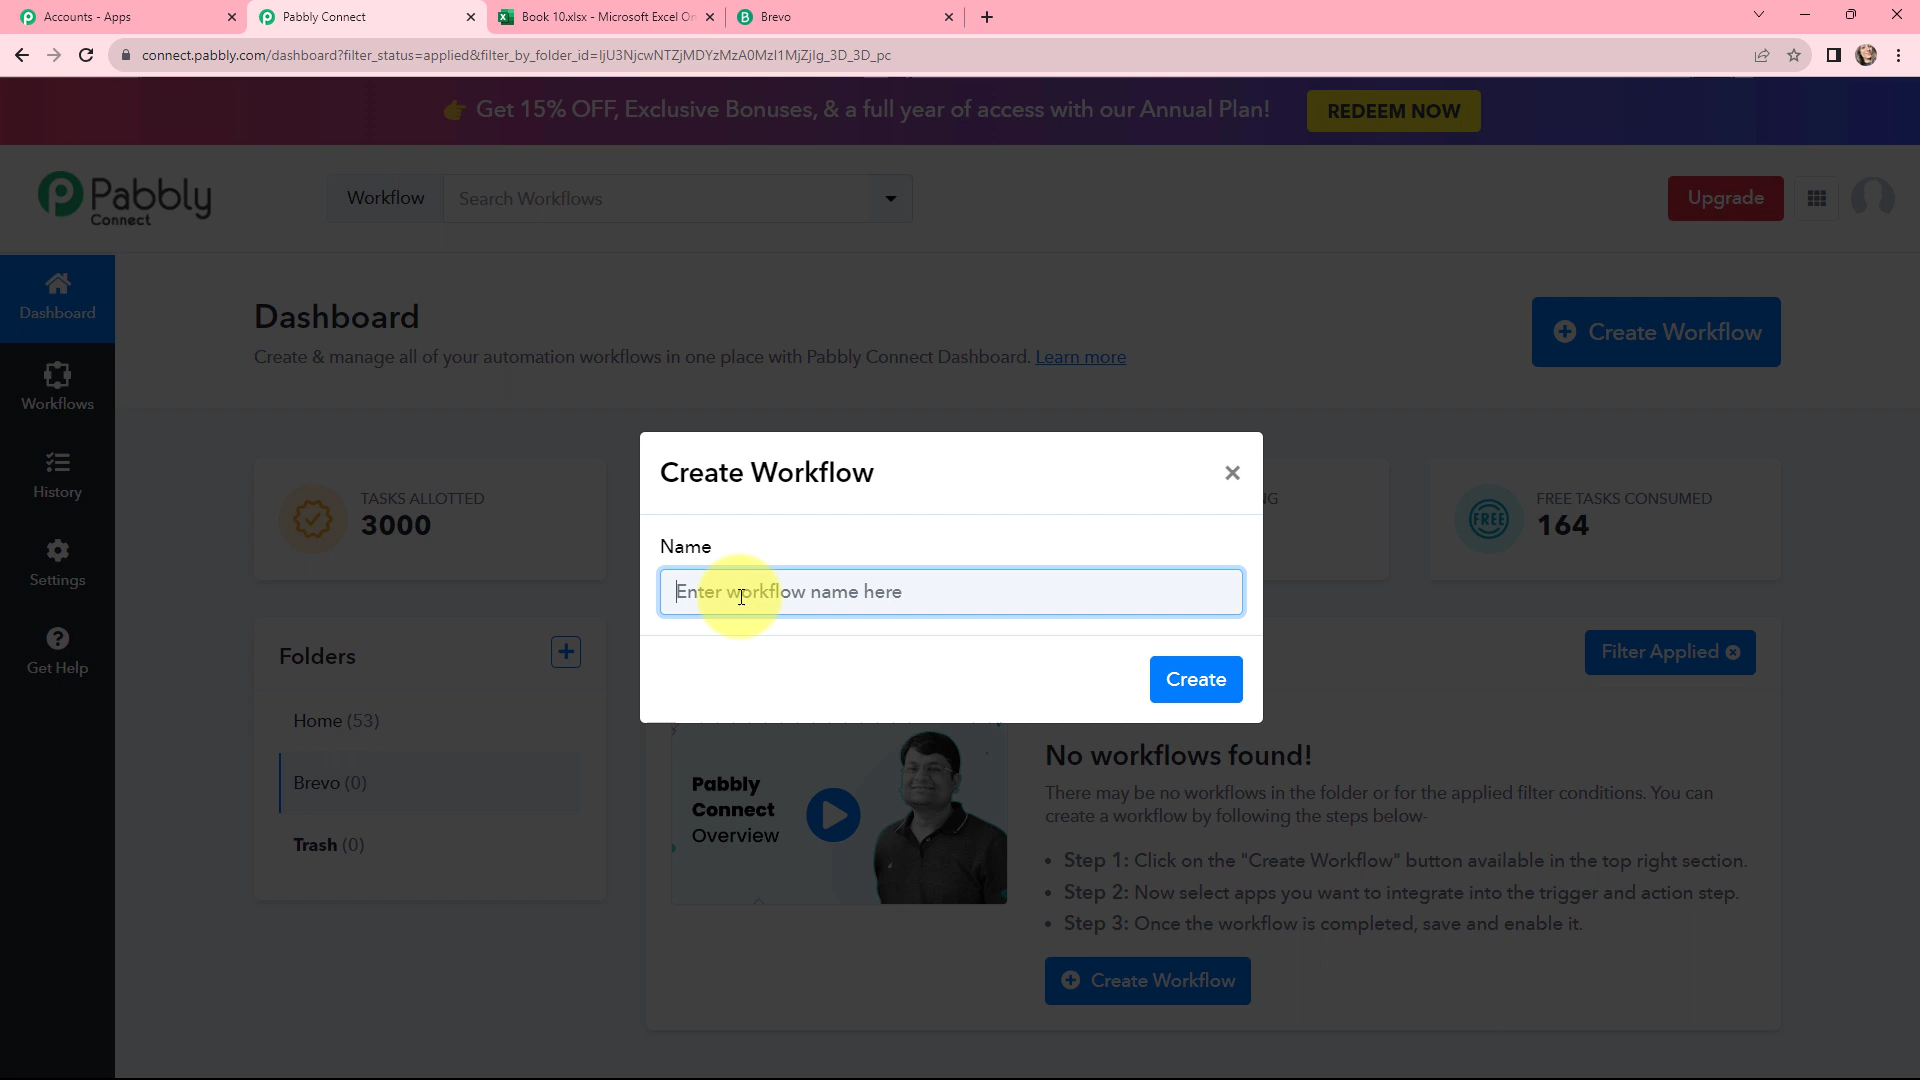 Accounts - Apps
Pabbly Connect
Book 10.xlsx - Microsoft Excel On
Brevo
👉 Get 15% OFF, Exclusive Bonuses, & a full year of access with our Annual Plan!
REDEEM NOW
Pabbly
Connect
Workflow
Search Workflows
Upgrade
Dashboard
Workflows
History
Settings
Get Help
Dashboard
Create & manage all of your automation workflows in one place with Pabbly Connect Dashboard. Learn more
Create Workflow
TASKS ALLOTTED
3000
FREE TASKS CONSUMED
FREE
164
Create Workflow
Name
Enter workflow name here
Create
Folders
Home (53)
Brevo (0)
Trash (0)
Filter Applied
Pabbly
Connect
Overview
No workflows found!
There may be no workflows in the folder or for the applied filter conditions. You can
create a workflow by following the steps below-
• Step 1: Click on the "Create Workflow" button available in the top right section.
• Step 2: Now select apps you want to integrate into the trigger and action step.
• Step 3: Once the workflow is completed, save and enable it.
Create Workflow